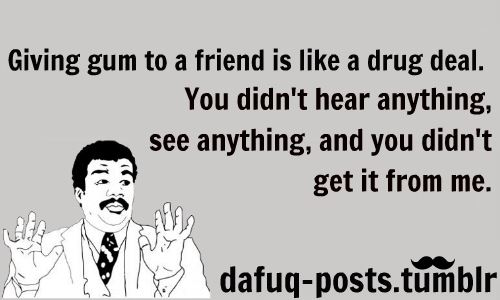 Giving gum to a friend is like a drug deal.
You didn't hear anything,
see anything, and you didn't
get it from me.
dafuq-posts.tumblr